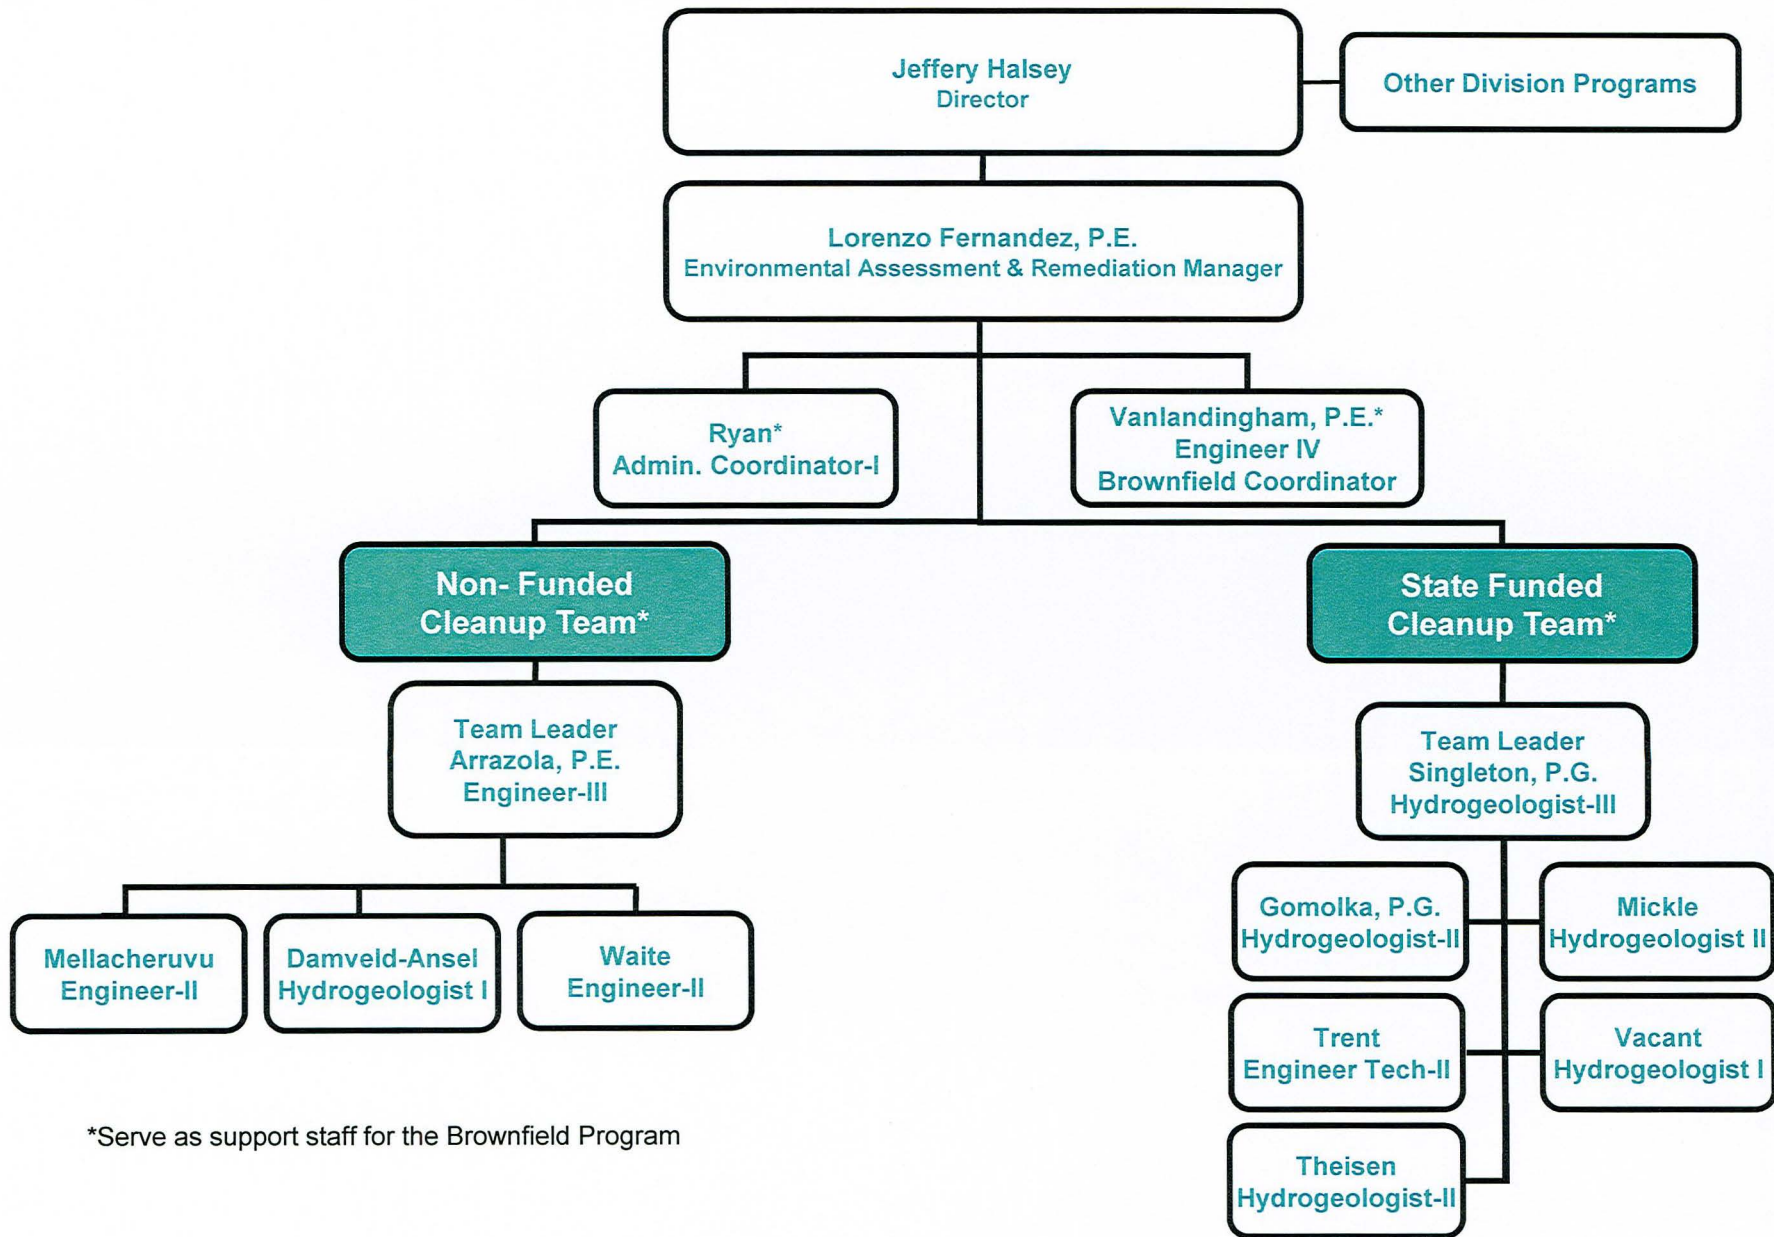 Jeffery Halsey
Director
Other Division Programs
Lorenzo Fernandez, P.E.
Environmental Assessment & Remediation Manager
Ryan*
Admin. Coordinator-I
Vanlandingham, P.E.*
Engineer IV
Brownfield Coordinator
Non- Funded
Cleanup Team*
State Funded
Cleanup Team*
Team Leader
Arrazola, P.E.
Engineer-III
Team Leader
Singleton, P.G.
Hydrogeologist-III
Mellacheruvu
Engineer-II
Damveld-Ansel
Hydrogeologist I
Waite
Engineer-II
Gomolka, P.G.
Hydrogeologist-II
Mickle
Hydrogeologist II
Trent
Engineer Tech-II
Vacant
Hydrogeologist I
Theisen
Hydrogeologist-II
*Serve as support staff for the Brownfield Program